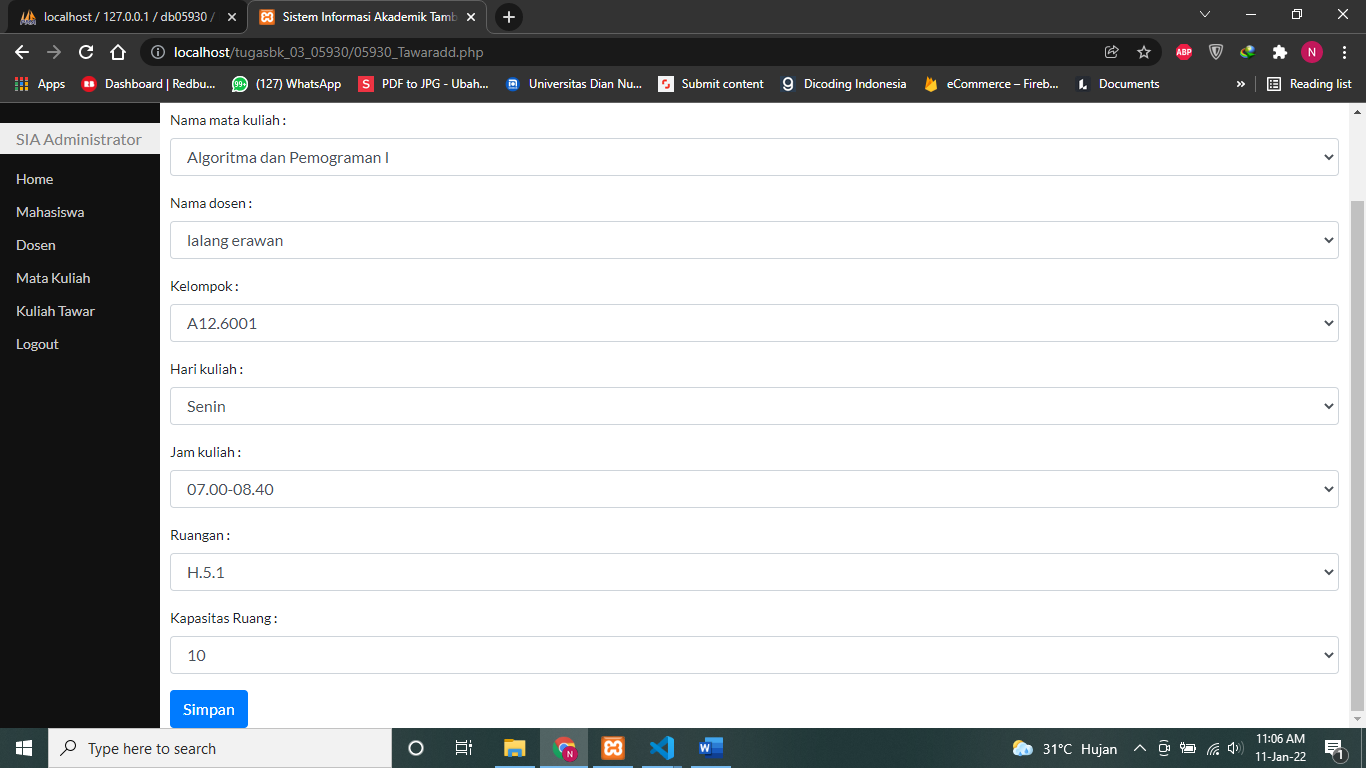 localhost / 127.0.0.1 / db05930 /
Sistem Informasi Akademik Tamb
localhost/tugasbk_03_05930/05930_Tawaradd.php
ABP
N
Apps
Dashboard | Redbu...
99+
(127) WhatsApp
S
PDF to JPG - Ubah...
Universitas Dian Nu...
Submit content
g
Dicoding Indonesia
eCommerce – Fireb...
Documents
»
Reading list
SIA Administrator
Home
Mahasiswa
Dosen
Mata Kuliah
Kuliah Tawar
Logout
Nama mata kuliah :
Algoritma dan Pemograman I
Nama dosen :
lalang erawan
Kelompok :
A12.6001
Hari kuliah :
Senin
Jam kuliah :
07.00-08.40
Ruangan :
H.5.1
Kapasitas Ruang :
10
Simpan
Type here to search
N
W
31°C Hujan
11:06 AM
11-Jan-22
1